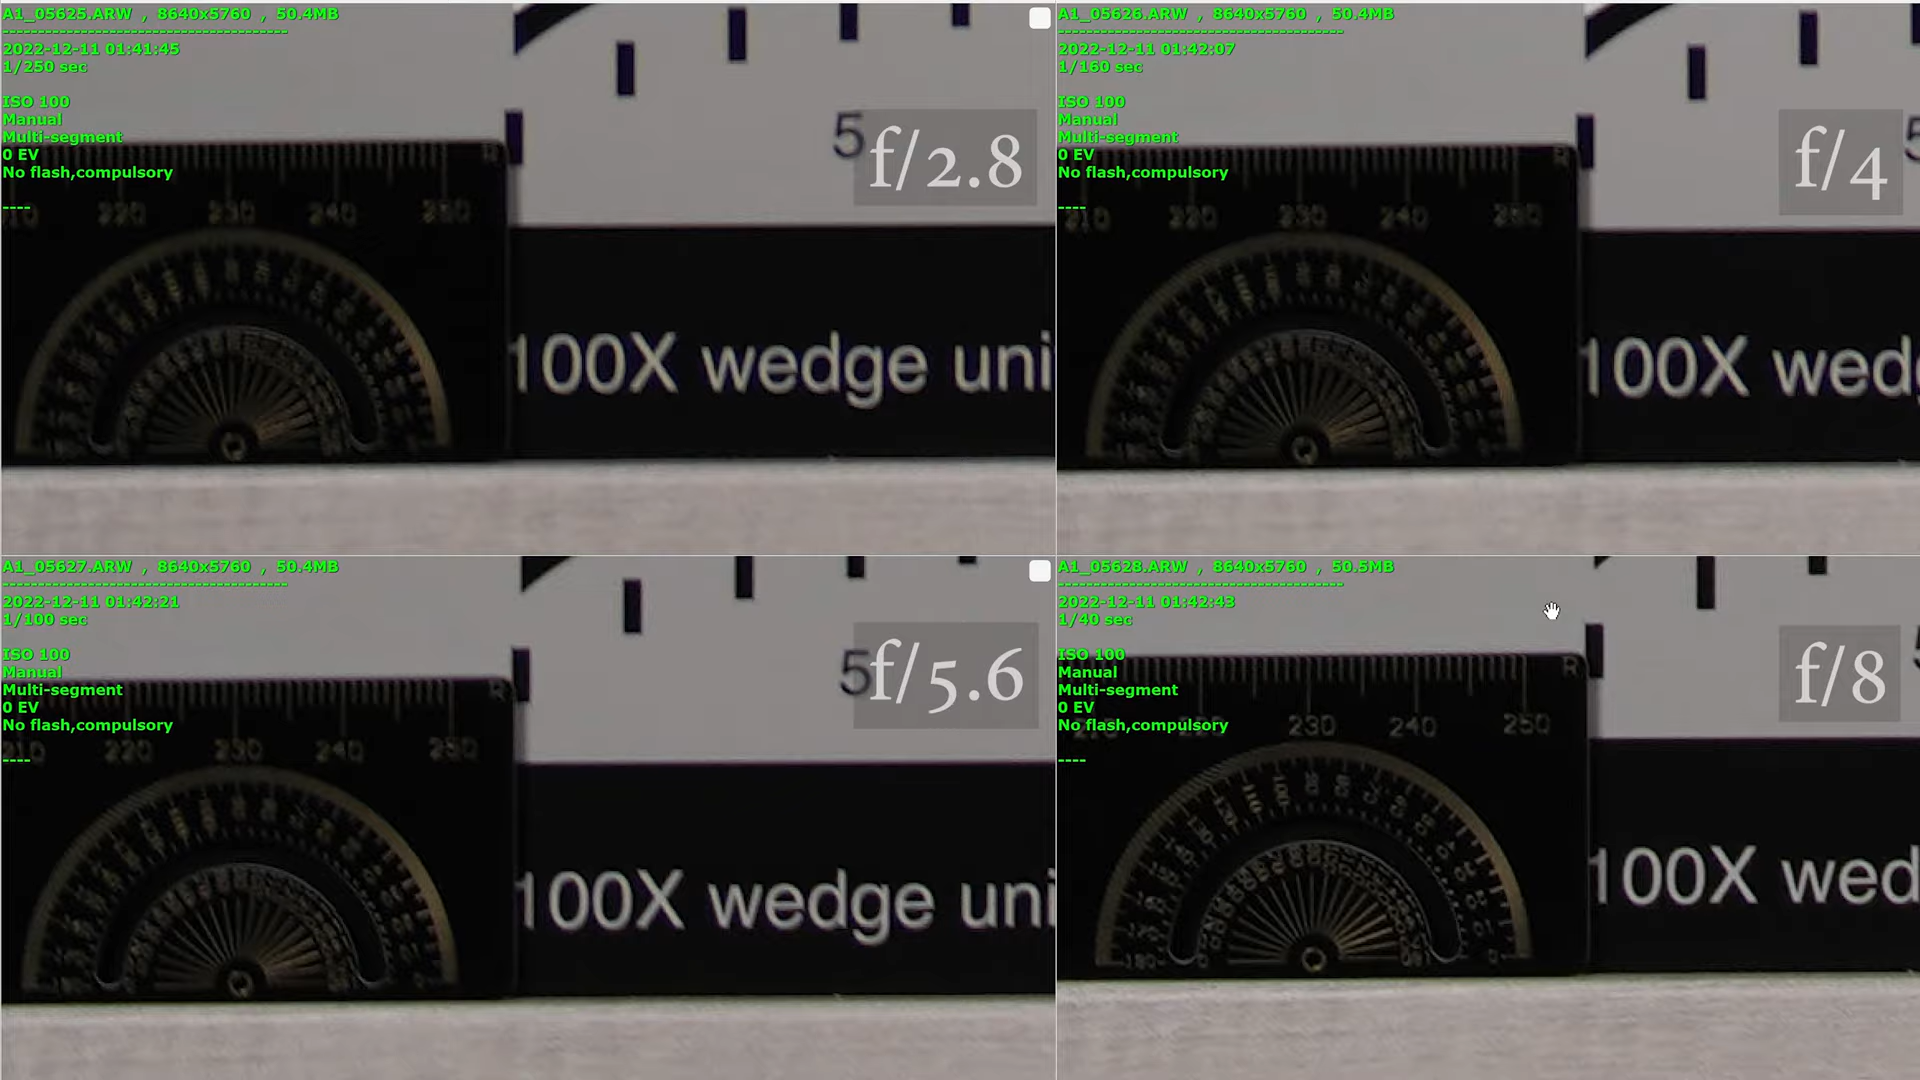 A1_05625.ARW , 8640x5760 , 50.4MB
2022-12-11 01:41:45
1/250 sec
ISO 100
Manual
Multi-segment
0 EV
No flash,compulsory
----
R
220 230 240 250
5
f/2.8
100X wedge uni
A1_05626.ARW , 8640x5760 , 50.4MB
2022-12-11 01:42:07
1/160 sec
ISO 100
Manual
Multi-segment
0 EV
No flash,compulsory
----
R
210 220 230 240 250
5
f/4
100X wedg
A1_05627.ARW , 8640x5760 , 50.4MB
2022-12-11 01:42:21
1/100 sec
ISO 100
Manual
Multi-segment
0 EV
No flash,compulsory
----
R
210 220 230 240 250
5
f/5.6
100X wedge uni
A1_05628.ARW , 8640x5760 , 50.5MB
2022-12-11 01:42:43
1/40 sec
ISO 100
Manual
Multi-segment
0 EV
No flash,compulsory
----
R
230 240 250
f/8
110 100
180
100X wed